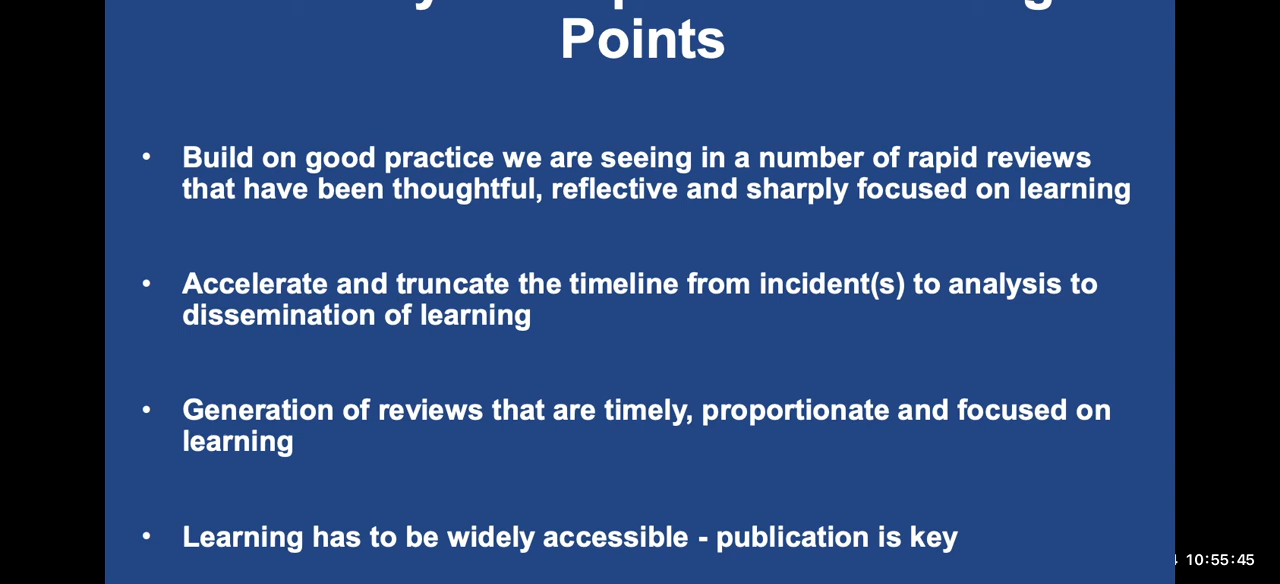 Points
• Build on good practice we are seeing in a number of rapid reviews
that have been thoughtful, reflective and sharply focused on learning
• Accelerate and truncate the timeline from incident(s) to analysis to
dissemination of learning
• Generation of reviews that are timely, proportionate and focused on
learning
• Learning has to be widely accessible - publication is key
10:55:45